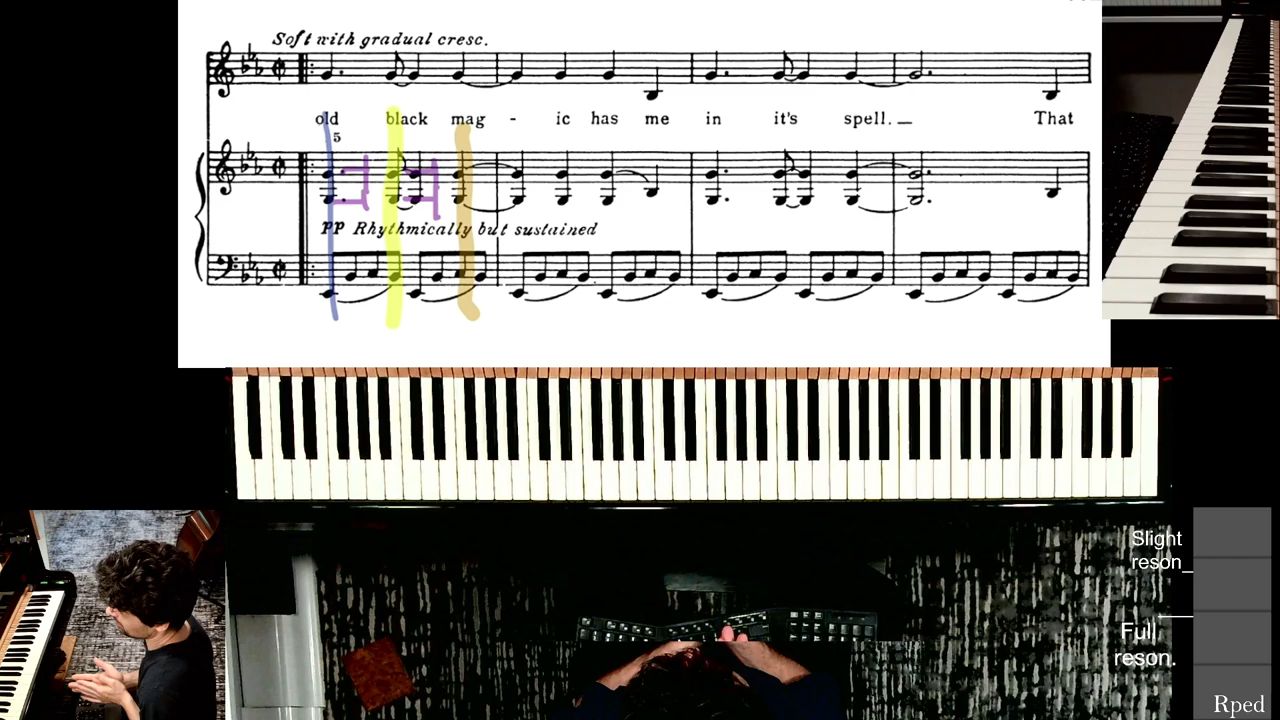 Soft with gradual cresc.
old black mag - ic has me in it's spell. — That
5
pp Rhythmically but sustained
Slight
reson_
Full
reson.
Rped